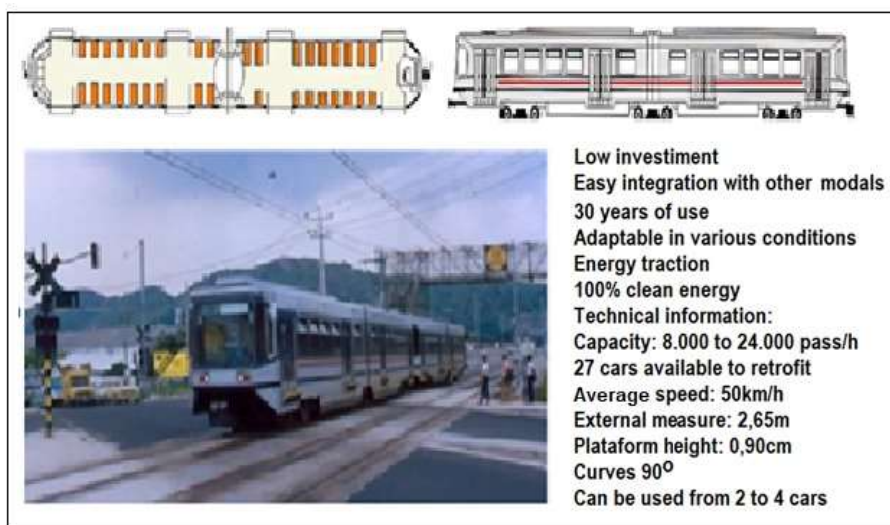 Low investiment
Easy integration with other modals
30 years of use
Adaptable in various conditions
Energy traction
100% clean energy
Technical information:
Capacity: 8.000 to 24.000 pass/h
27 cars available to retrofit
Average speed: 50km/h
External measure: 2,65m
Plataform height: 0,90cm
Curves 90º
Can be used from 2 to 4 cars